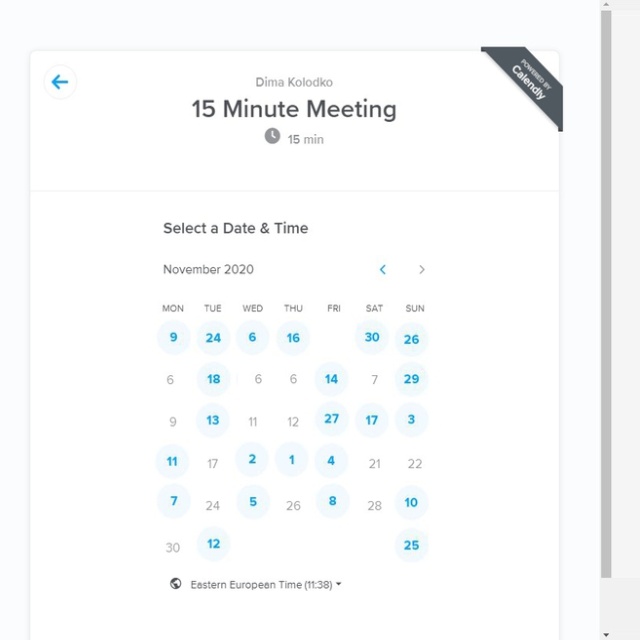 POWERED BY
Calendly
Dima Kolodko
15 Minute Meeting
15 min
Select a Date & Time
November 2020
MON TUE WED THU FRI SAT SUN
9 24 6 16 30 26
6 18 6 6 14 7 29
9 13 11 12 27 17 3
11 17 2 1 4 21 22
7 24 5 26 8 28 10
30 12 25
Eastern European Time (11:38)